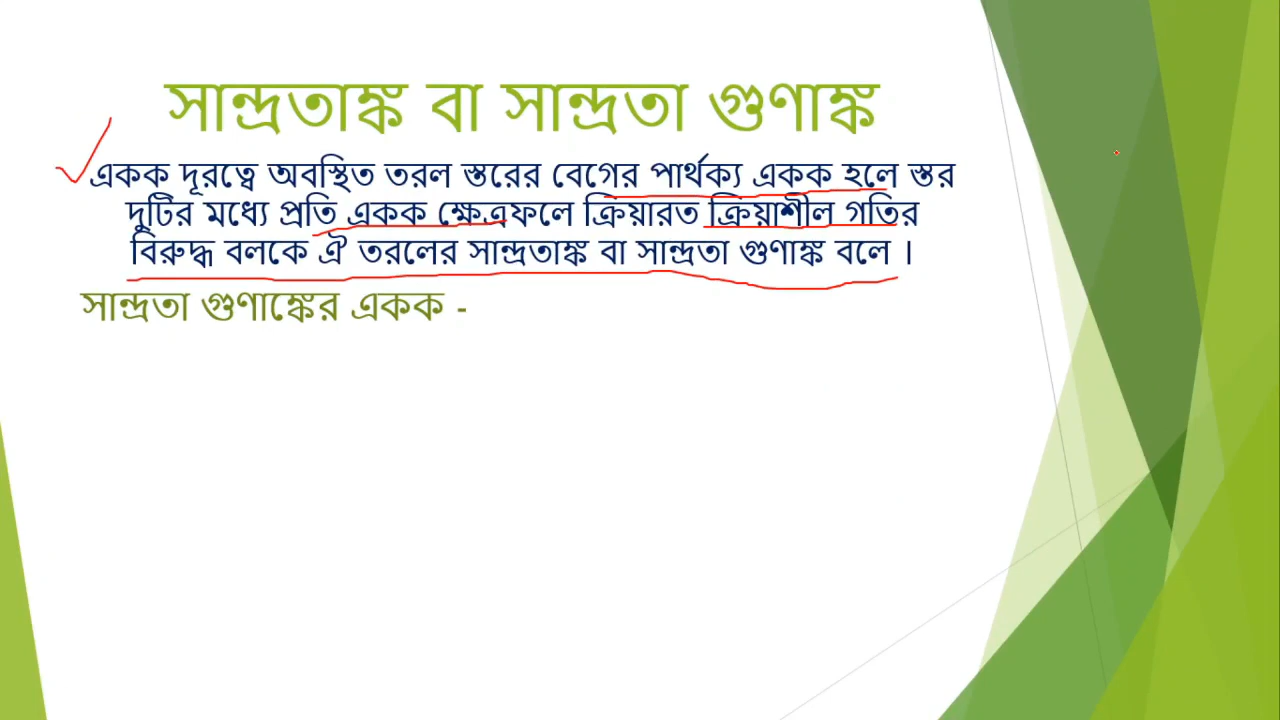 সান্দ্রতাঙ্ক বা সান্দ্রতা গুণাঙ্ক
একক দূরত্বে অবস্থিত তরল স্তরের বেগের পার্থক্য একক হলে স্তর
দুটির মধ্যে প্রতি একক ক্ষেত্রফলে ক্রিয়ারত ক্রিয়াশীল গতির
বিরুদ্ধ বলকে ঐ তরলের সান্দ্রতাঙ্ক বা সান্দ্রতা গুণাঙ্ক বলে ।
সান্দ্রতা গুণাঙ্কের একক -